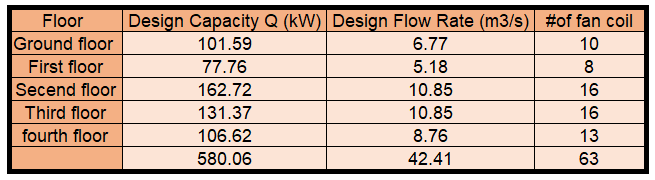 Floor Design Capacity Q (kW) Design Flow Rate (m3/s) #of fan coil
Ground floor 101.59 6.77 10
First floor 77.76 5.18 8
Secend floor 162.72 10.85 16
Third floor 131.37 10.85 16
fourth floor 106.62 8.76 13
580.06 42.41 63